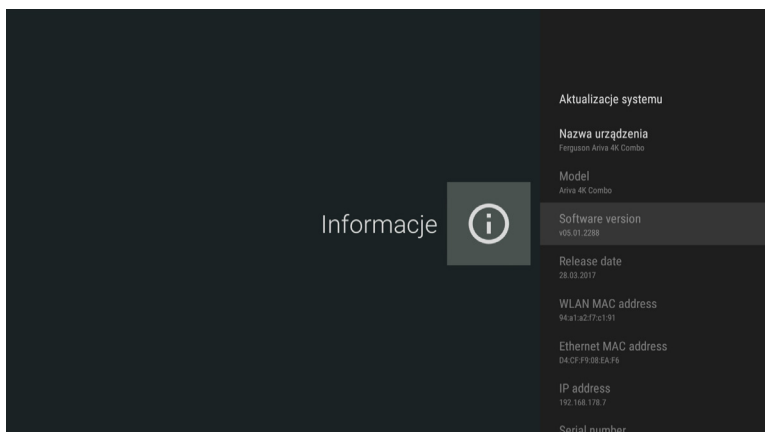 Informacje
Aktualizacje systemu
Nazwa urządzenia
Ferguson Ariva 4K Combo
Model
Ariva 4K Combo
Software version
v05.01.2288
Release date
28.03.2017
WLAN MAC address
94:a1:a2:f7:c1:91
Ethernet MAC address
D4:CF:F9:08:EA:F6
IP address
192.168.178.7
Serial number